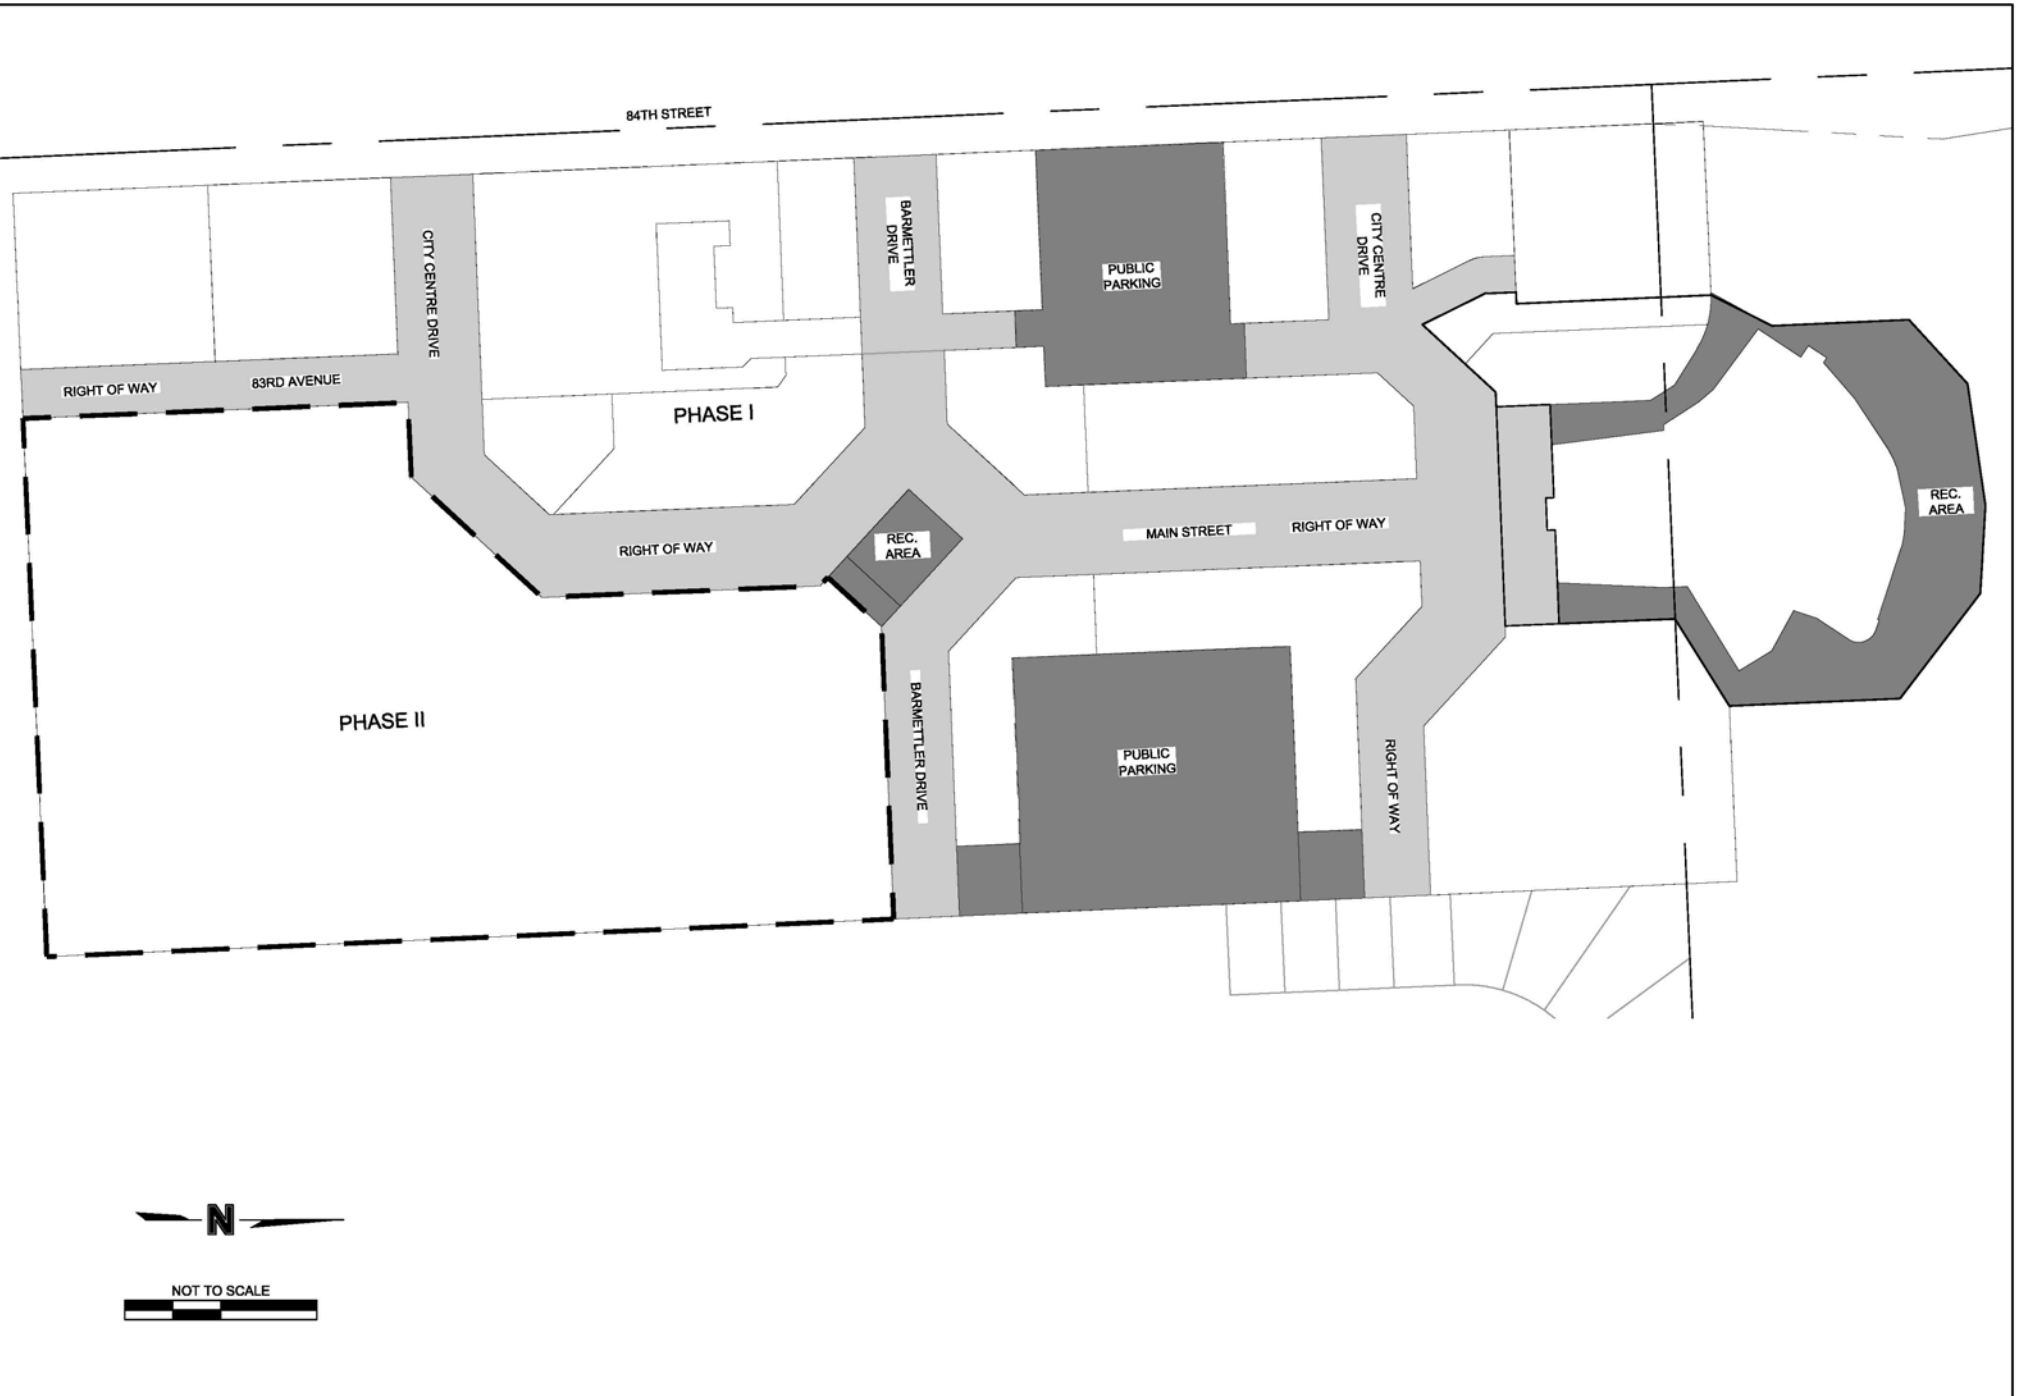 84TH STREET
CITY CENTRE DRIVE
BARMETTLER
DRIVE
PUBLIC
PARKING
CITY CENTRE
DRIVE
RIGHT OF WAY
83RD AVENUE
PHASE I
REC.
AREA
RIGHT OF WAY
REC.
AREA
MAIN STREET
RIGHT OF WAY
PHASE II
BARMETTLER DRIVE
PUBLIC
PARKING
RIGHT OF WAY
N
NOT TO SCALE